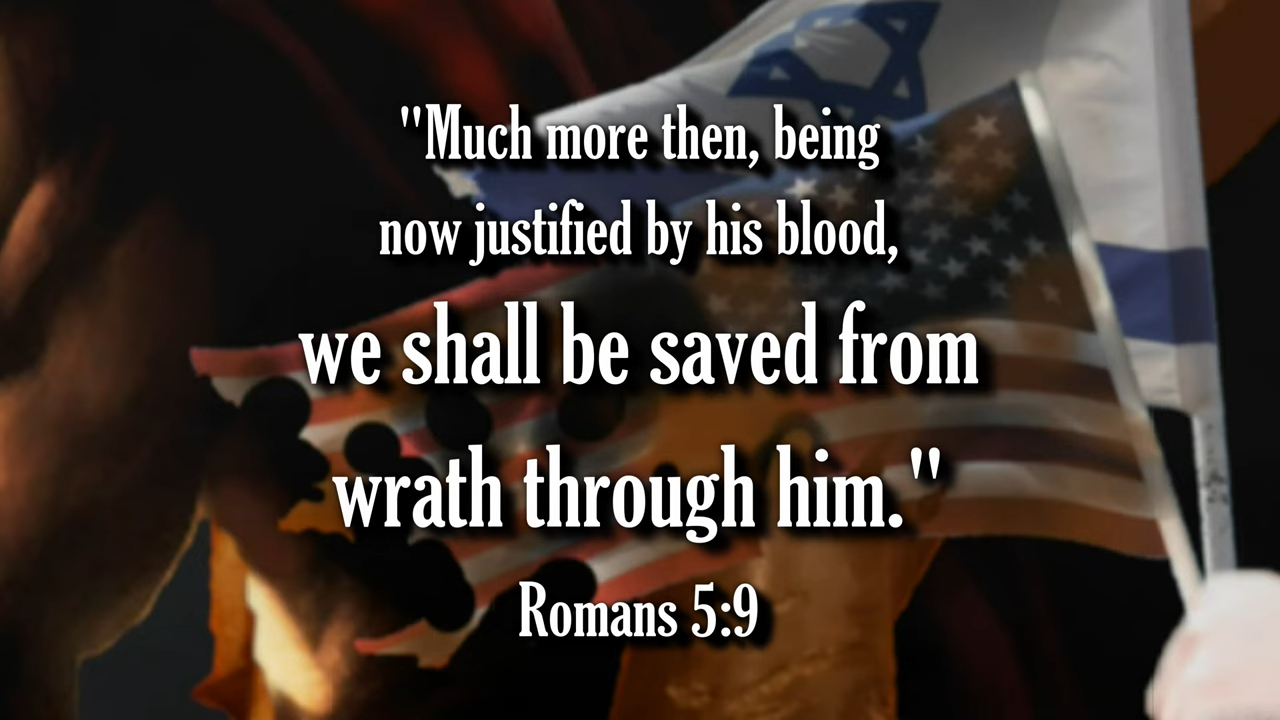 "Much more then, being
now justified by his blood,
we shall be saved from
wrath through him."
Romans 5:9